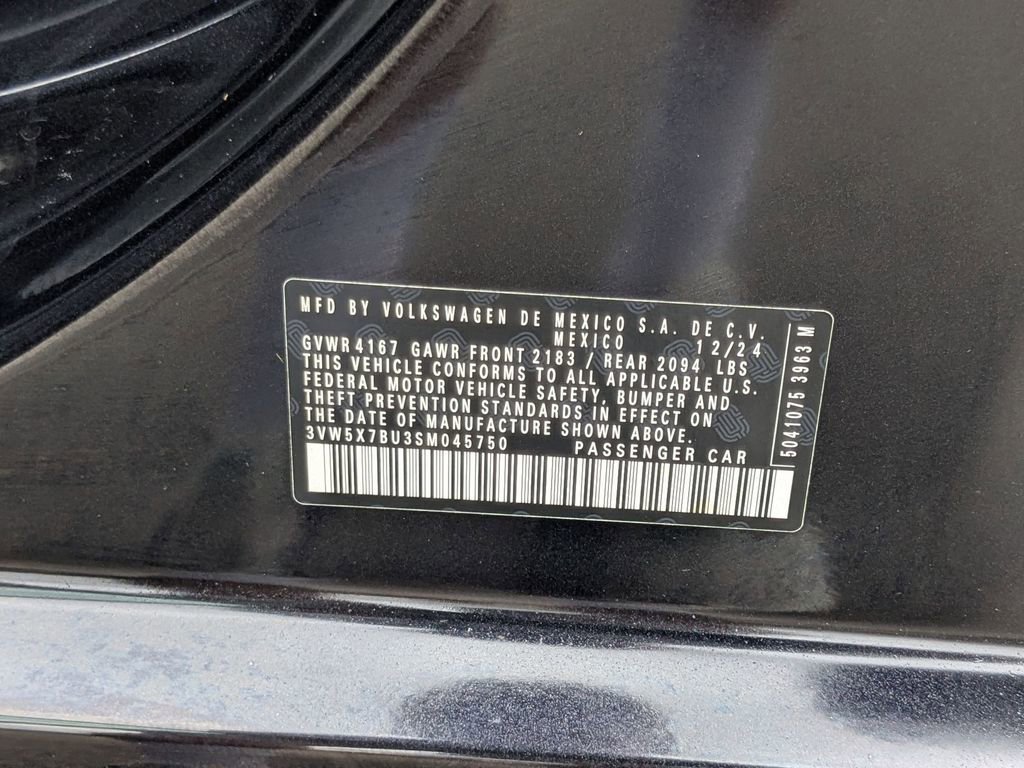 MFD BY VOLKSWAGEN DE MEXICO S.A. DE C.V.
MEXICO 12/24
GVWR 4167 GAWR FRONT 2183 / REAR 2094 LBS
THIS VEHICLE CONFORMS TO ALL APPLICABLE U.S.
FEDERAL MOTOR VEHICLE SAFETY, BUMPER AND
THEFT PREVENTION STANDARDS IN EFFECT ON
THE DATE OF MANUFACTURE SHOWN ABOVE.
3VW5X7BU3SM045750 PASSENGER CAR
5041075 3963 M